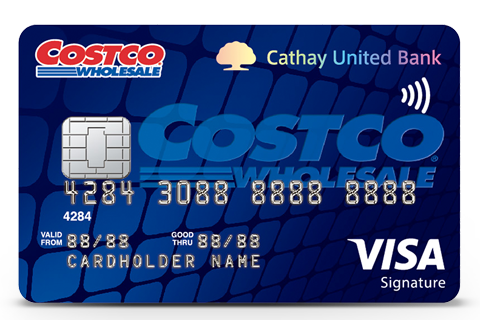 COSTCO
WHOLESALE
Cathay United Bank
COSTCO
WHOLESALE
4284 3088 8888 8888
4284
VALID FROM 88/88 GOOD THRU 88/88
CARDHOLDER NAME
VISA
Signature